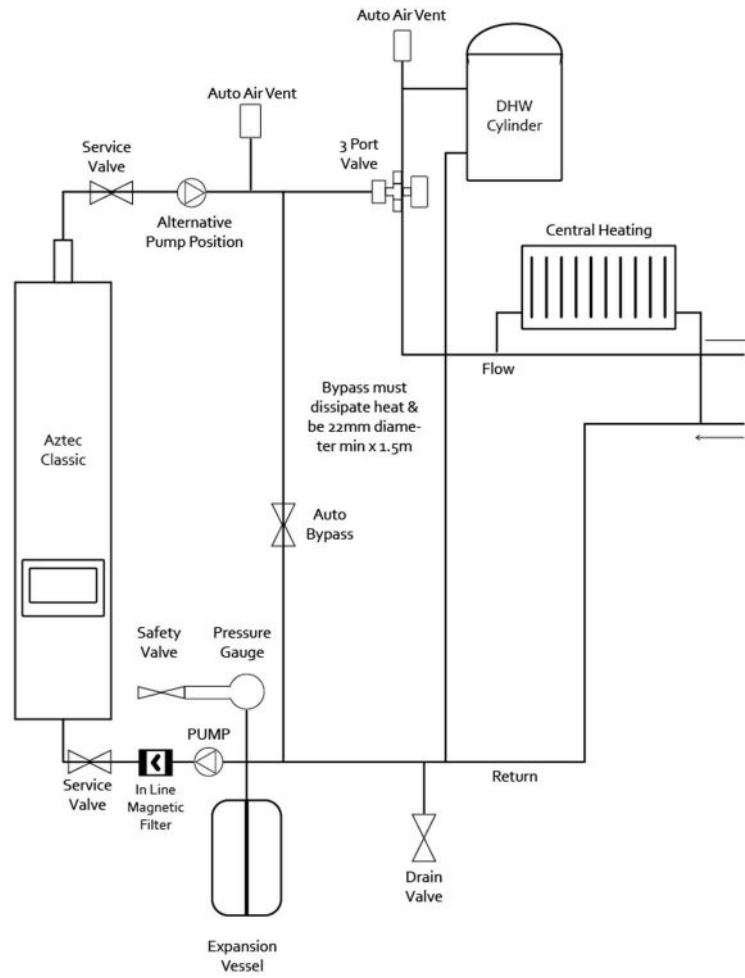 Auto Air Vent
Auto Air Vent
DHW
Cylinder
Service
Valve
3 Port
Valve
Alternative
Pump Position
Central Heating
Flow
Bypass must
dissipate heat &
be 22mm diame-
ter min x 1.5m
Aztec
Classic
Auto
Bypass
Safety
Valve
Pressure
Gauge
PUMP
Service
Valve
In Line
Magnetic
Filter
Return
Drain
Valve
Expansion
Vessel